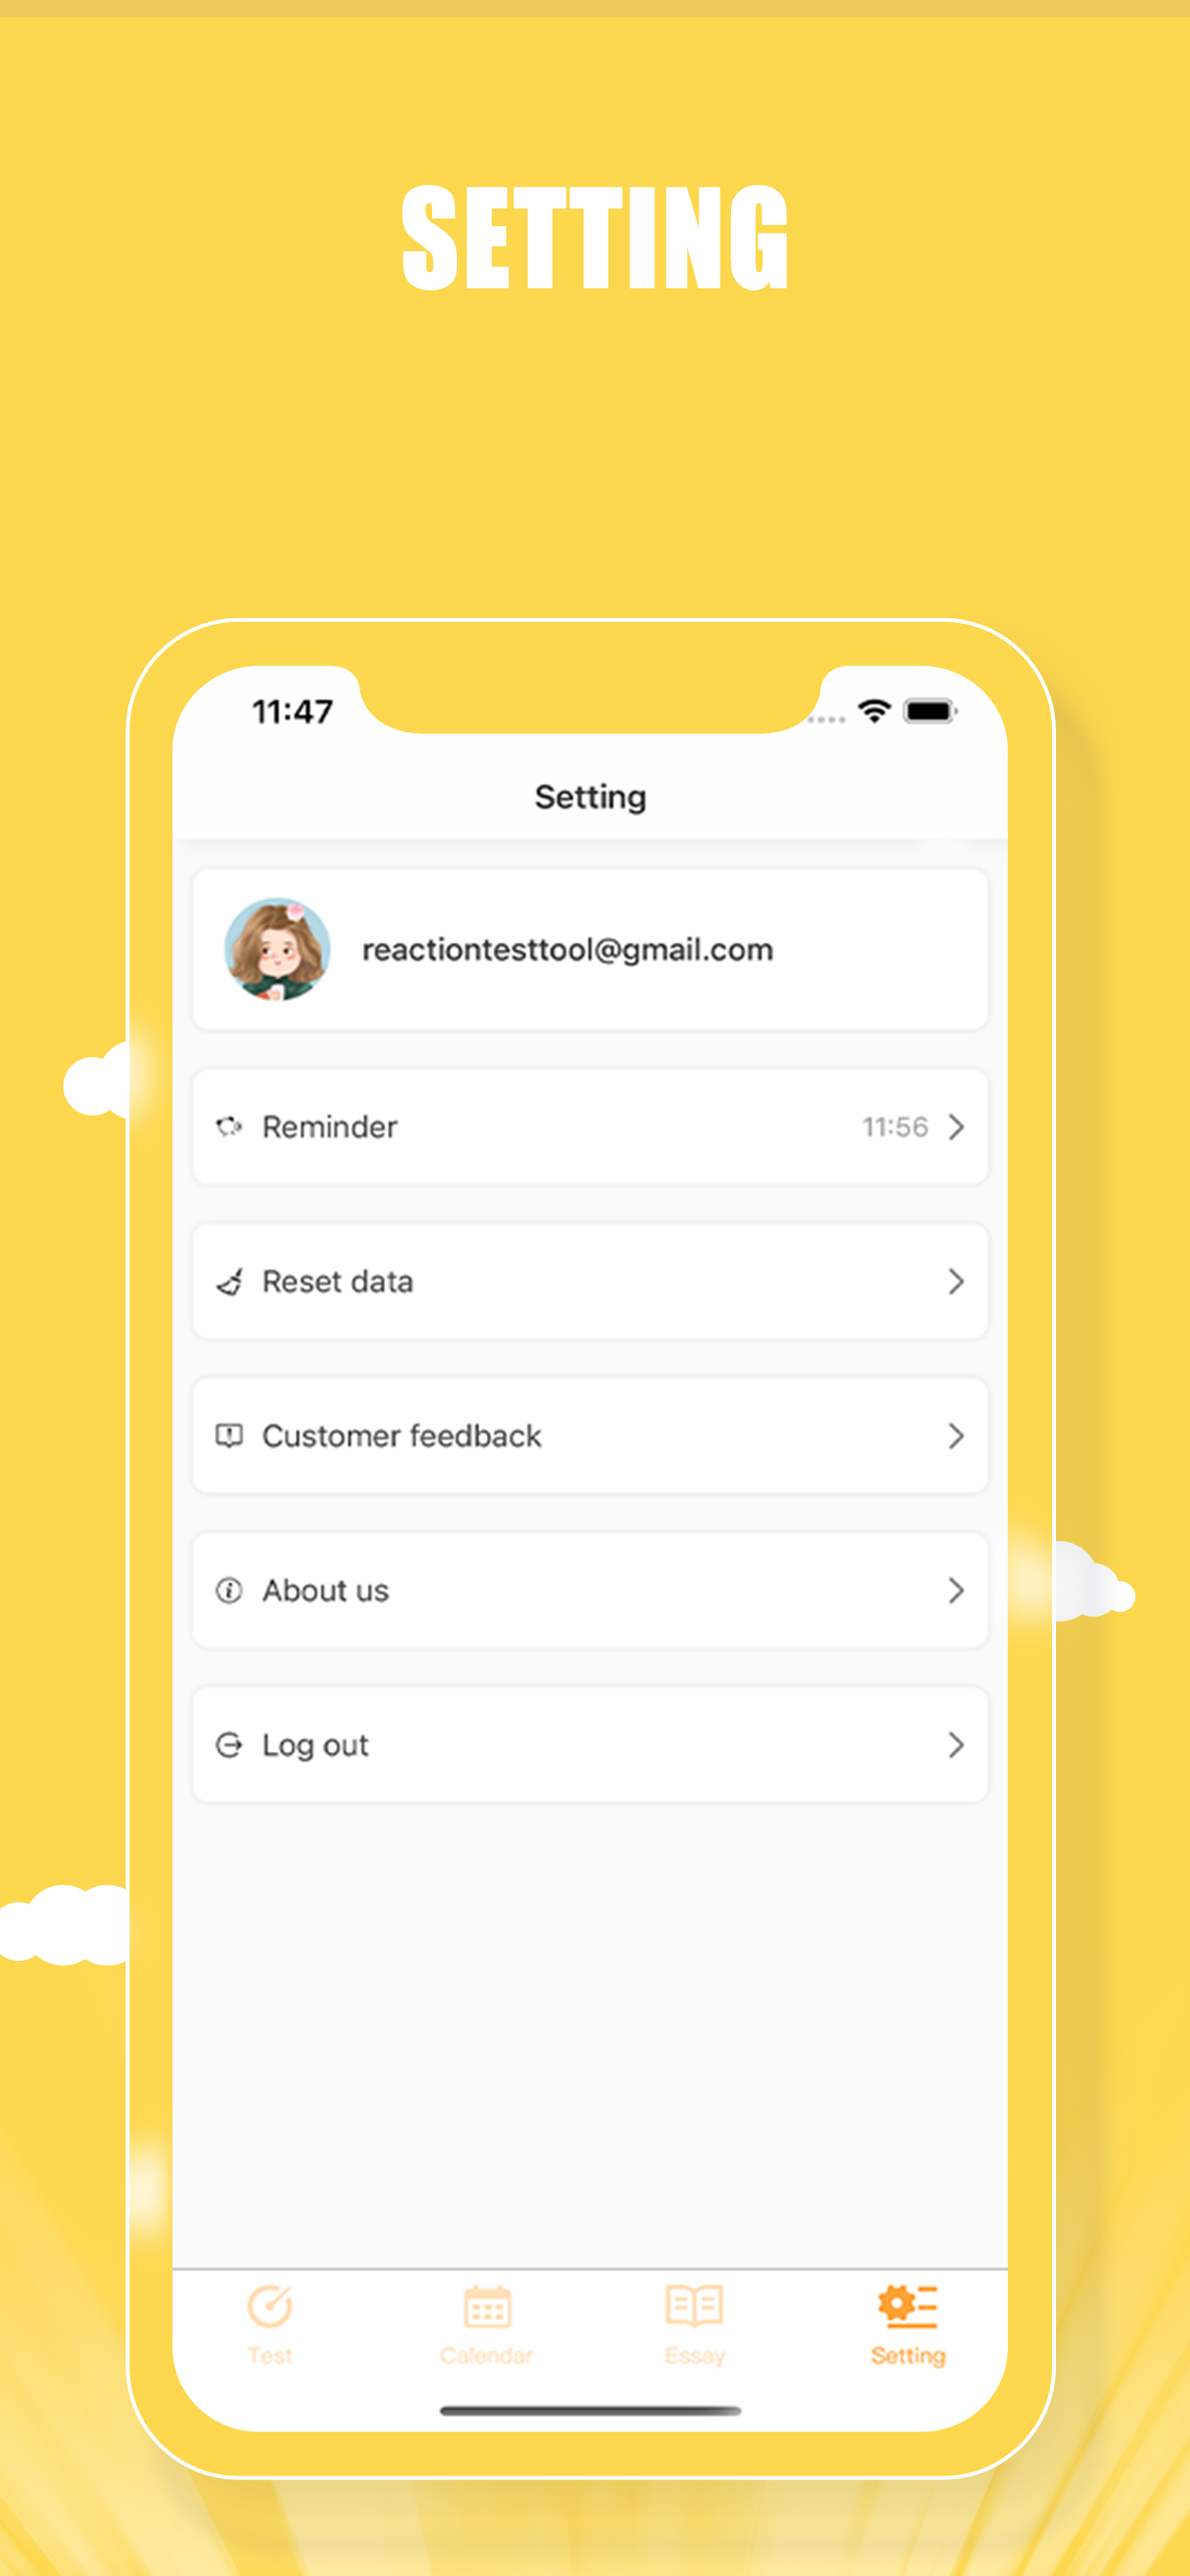 SETTING
11:47
Setting
reactiontesttool@gmail.com
Reminder 11:56
Reset data
Customer feedback
About us
Log out
Test Calendar Essay Setting